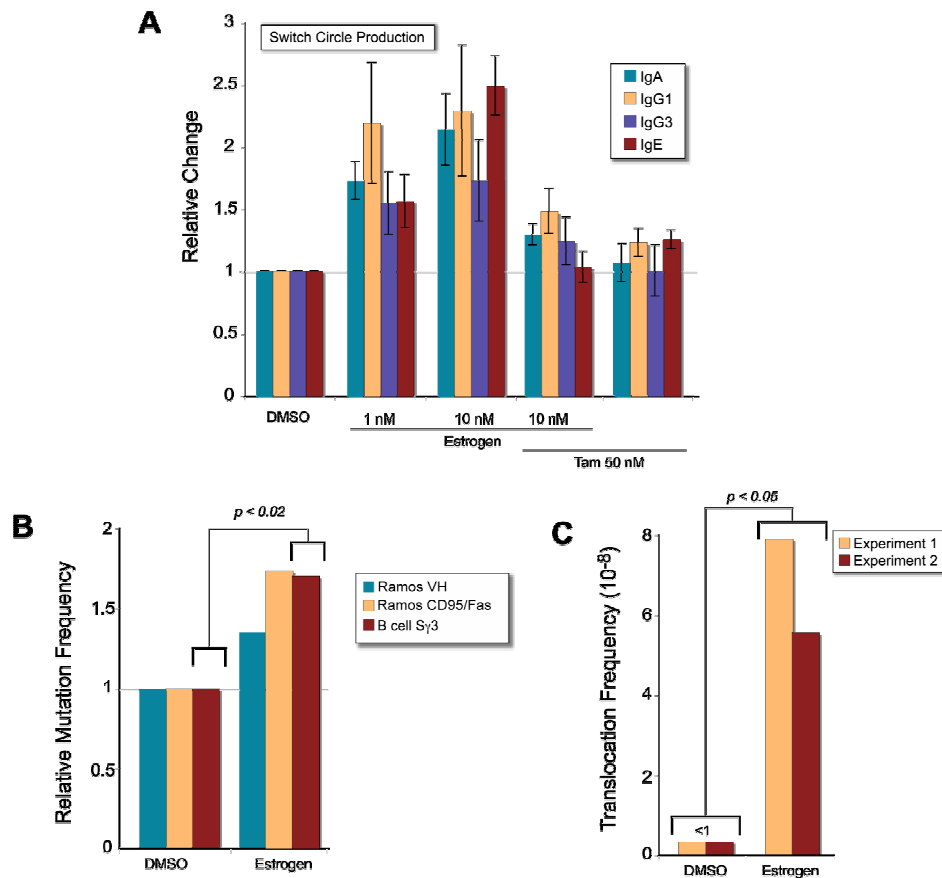 A
Switch Circle Production
IgA
IgG1
IgG3
IgE
Relative Change
3
2.5
2
1.5
1
0.5
0
DMSO
1 nM
10 nM
10 nM
Estrogen
Tam 50 nM
B
p < 0.02
Relative Mutation Frequency
2
1.5
1
0.5
0
DMSO
Estrogen
Ramos VH
Ramos CD95/Fas
B cell Sγ3
C
p < 0.05
Translocation Frequency (10-8)
8
6
4
2
0
<1
DMSO
Estrogen
Experiment 1
Experiment 2